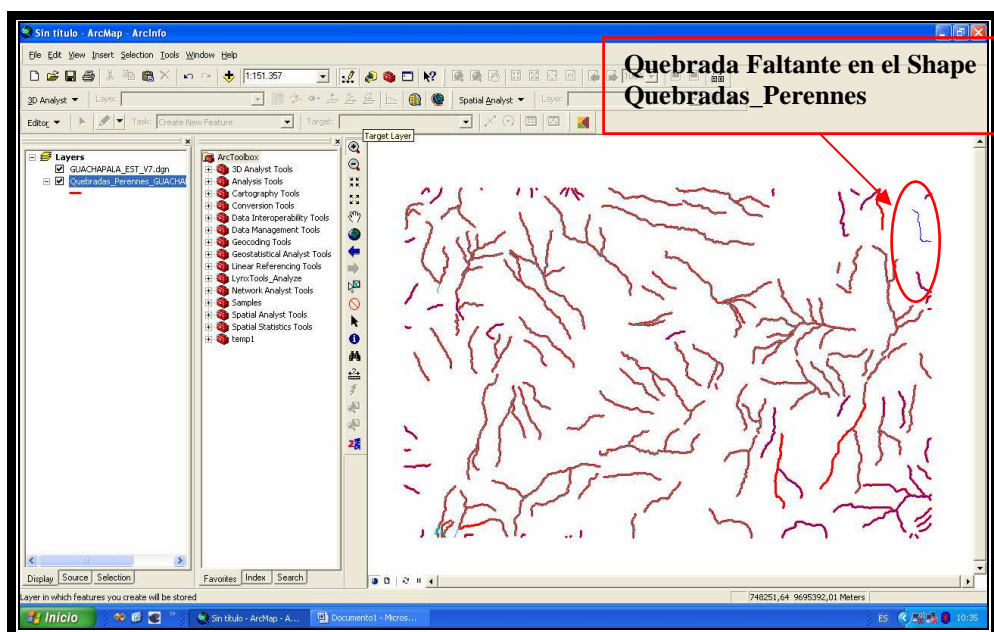 Sin título - ArcMap - ArcInfo
File Edit View Insert Selection Tools Window Help
Quebrada Faltante en el Shape
Quebradas_Perennes
1:151.357
3D Analyst Layer:
Spatial Analyst Layer:
Editor Task: Create New Feature Target:
Target Layer
Layers
GUACHAPALA_EST_V7.dgn
Quebradas_Perennes_GUACHA
ArcToolbox
3D Analyst Tools
Analysis Tools
Cartography Tools
Conversion Tools
Data Interoperability Tools
Data Management Tools
Geocoding Tools
Geostatistical Analyst Tools
Linear Referencing Tools
LynxTools_Analyze
Network Analyst Tools
Samples
Spatial Analyst Tools
Spatial Statistics Tools
temp1
Display Source Selection
Favorites Index Search
Layer in which features you create will be stored
748251,64 9695392,01 Meters
Inicio
Sin título - ArcMap - A...
Documento1 - Micros...
ES
10:35